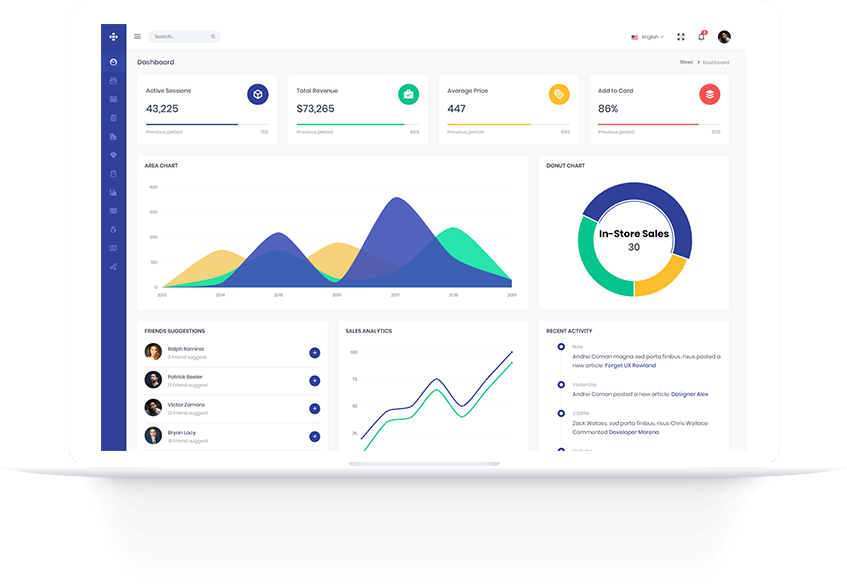 Search..
English
Dashboard
Stexo > Dashboard
Active Sessions
43,225
Previous period 75%
Total Revenue
$73,265
Previous period 88%
Average Price
447
Previous period 68%
Add to Card
86%
Previous period 82%
AREA CHART
400
300
200
100
0
2013 2014 2015 2016 2017 2018 2019
DONUT CHART
In-Store Sales
30
FRIENDS SUGGESTIONS
Ralph Ramirez
3 Friend suggest
Patrick Beeler
17 Friend suggest
Victor Zamora
12 Friend suggest
Bryan Lacy
18 Friend suggest
SALES ANALYTICS
100
75
50
25
RECENT ACTIVITY
Now
Andrei Coman magna sed porta finibus, risus posted a
new article: Forget UX Rowland
Yesterday
Andrei Coman posted a new article: Designer Alex
2:30PM
Zack Wetass, sed porta finibus, risus Chris Wallace
Commented Developer Moreno